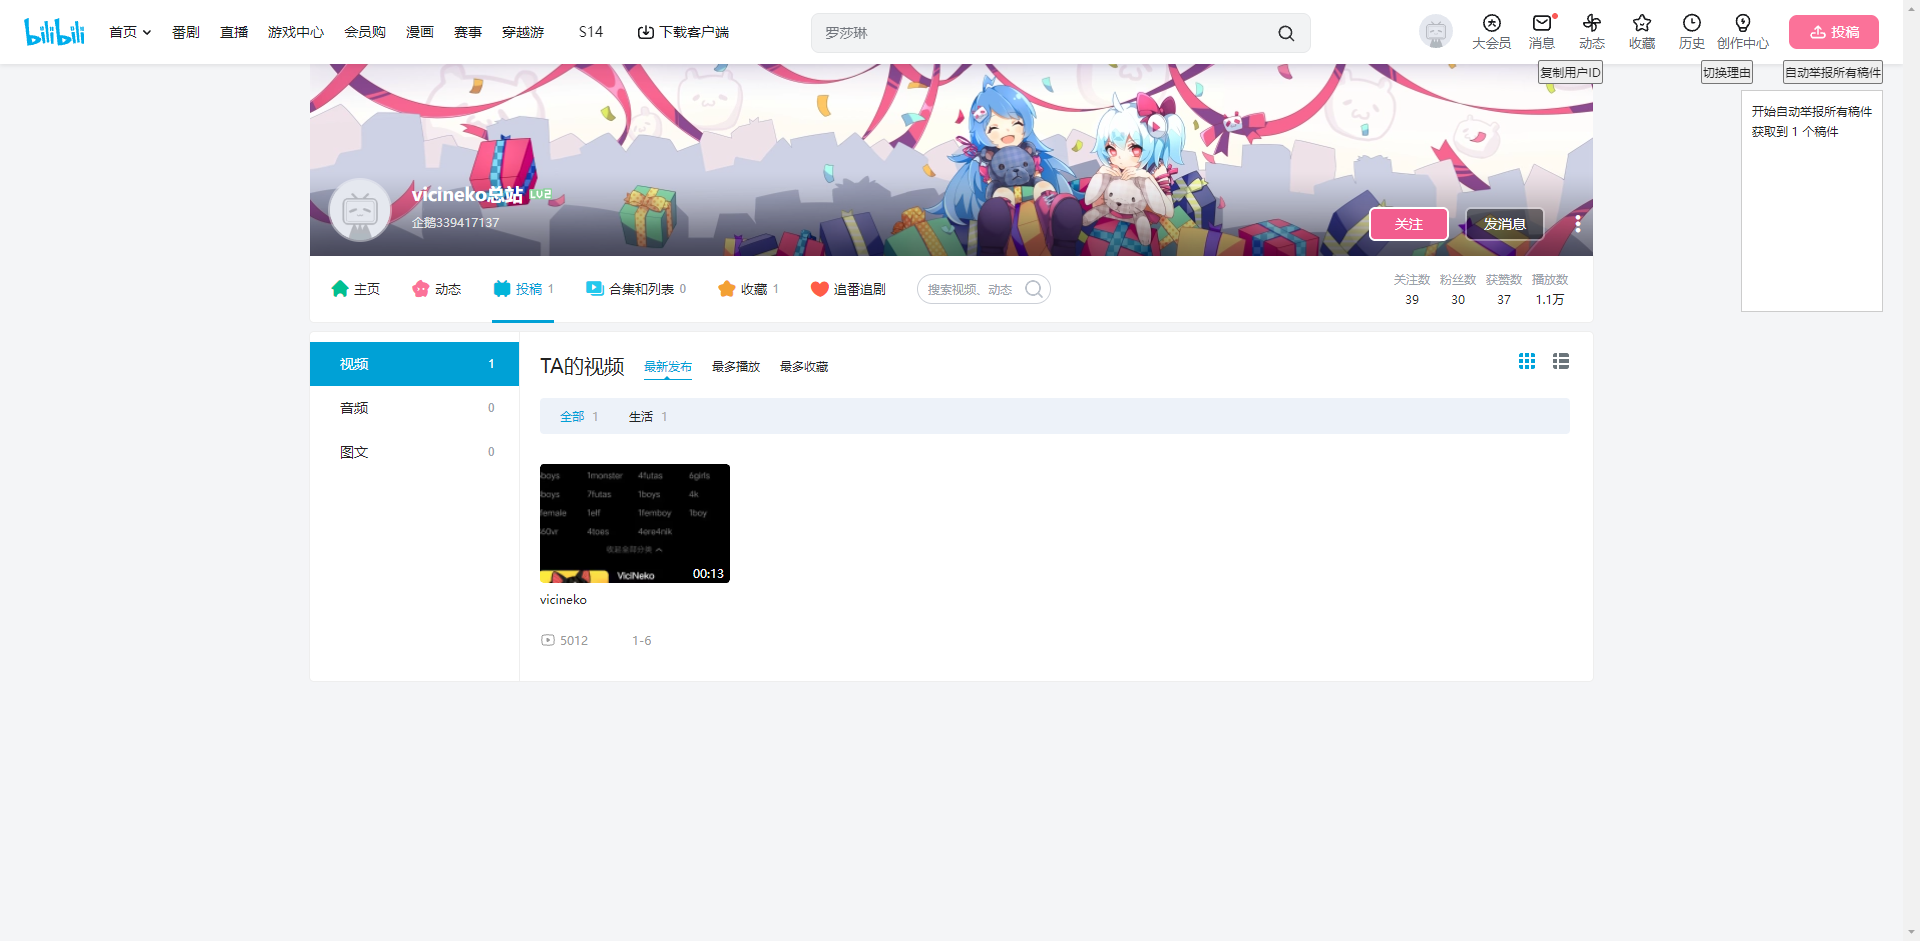 bilibili 首页 番剧 直播 游戏中心 会员购 漫画 赛事 穿越游 S14 下载客户端 罗莎琳 大会员 消息 动态 收藏 历史 创作中心 投稿
复制用户ID 切换理由 自动举报所有稿件
开始自动举报所有稿件
获取到 1 个稿件
vicineko总站 LV2
企鹅339417137
关注 发消息
主页 动态 投稿 1 合集和列表 0 收藏 1 追番追剧 搜索视频、动态
关注数 粉丝数 获赞数 播放数
39 30 37 1.1万
视频 1
音频 0
图文 0
TA的视频 最新发布 最多播放 最多收藏
全部 1 生活 1
boys 1monster 4futas 6girls
boys 7futas 1boys 4k
female 1elf 1femboy 1boy
60vr 4toes 4ere4nik
收起全部分类
ViciNeko 00:13
vicineko
5012 1-6